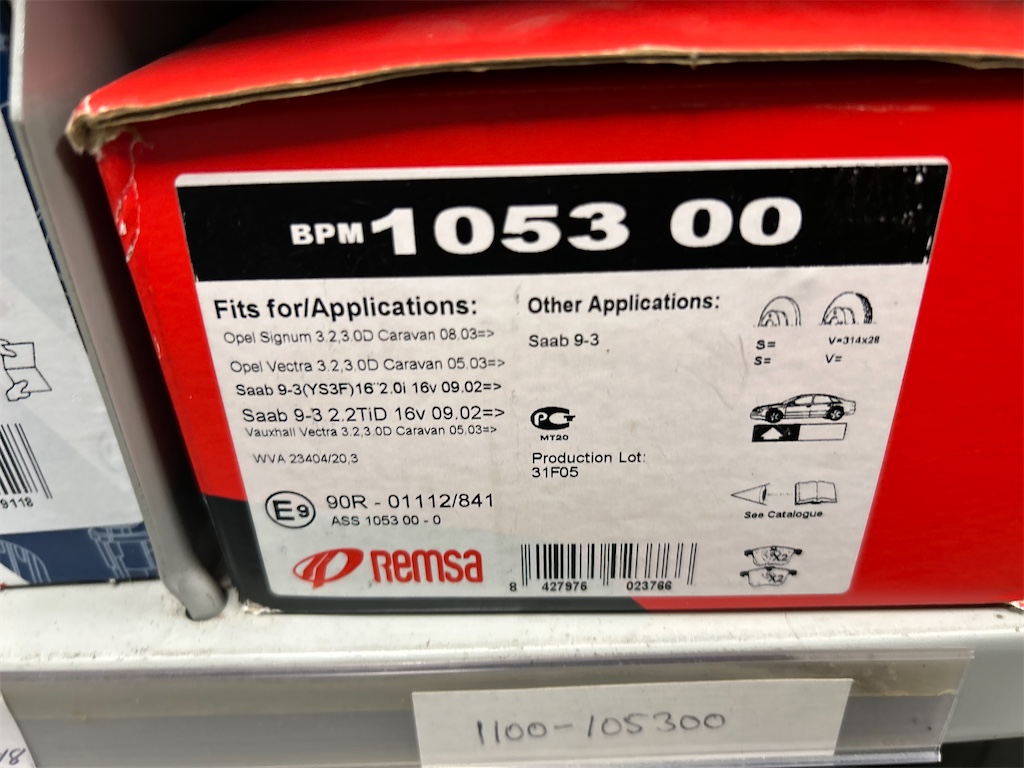 BPM 1053 00
Fits for/Applications:
Opel Signum 3.2,3.0D Caravan 08.03=>
Opel Vectra 3.2,3.0D Caravan 05.03=>
Saab 9-3(YS3F)16¨2.0i 16v 09.02=>
Saab 9-3 2.2TiD 16v 09.02=>
Vauxhall Vectra 3.2,3.0D Caravan 05.03=>
WVA 23404/20,3
E9 90R - 01112/841
ASS 1053 00 - 0
REMSA
Other Applications:
Saab 9-3
PCT
MT20
Production Lot:
31F05
8 427976 023766
S= V=314x28
S= V=
See Catalogue
X2
X2
9118
1100-105300